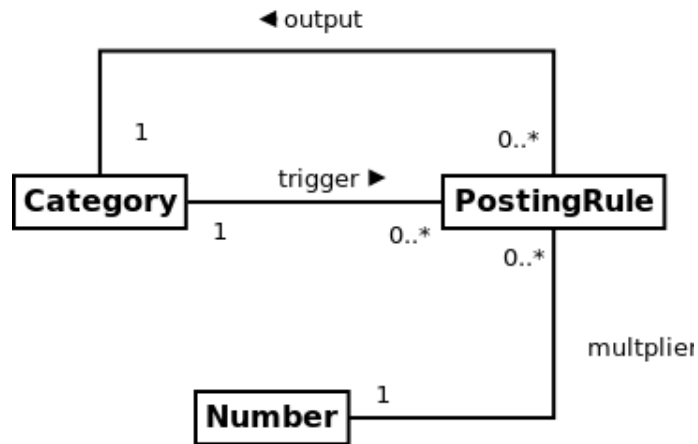 ◄ output
1
0..*
trigger ►
Category
PostingRule
1
0..*
0..*
multplier
1
Number